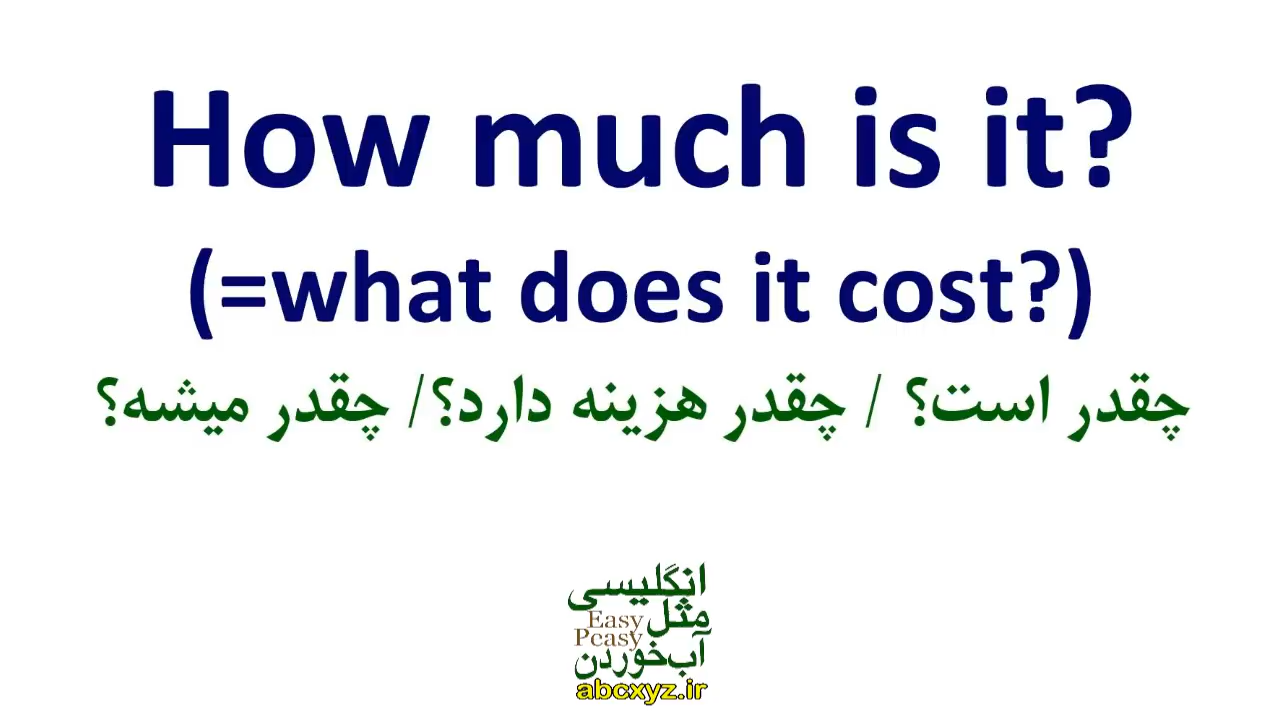 How much is it?
(=what does it cost?)
چقدر است؟ / چقدر هزینه دارد؟/ چقدر میشه؟
انگلیسی
مثل
Easy
Peasy
آب‌خوردن
abcxyz.ir